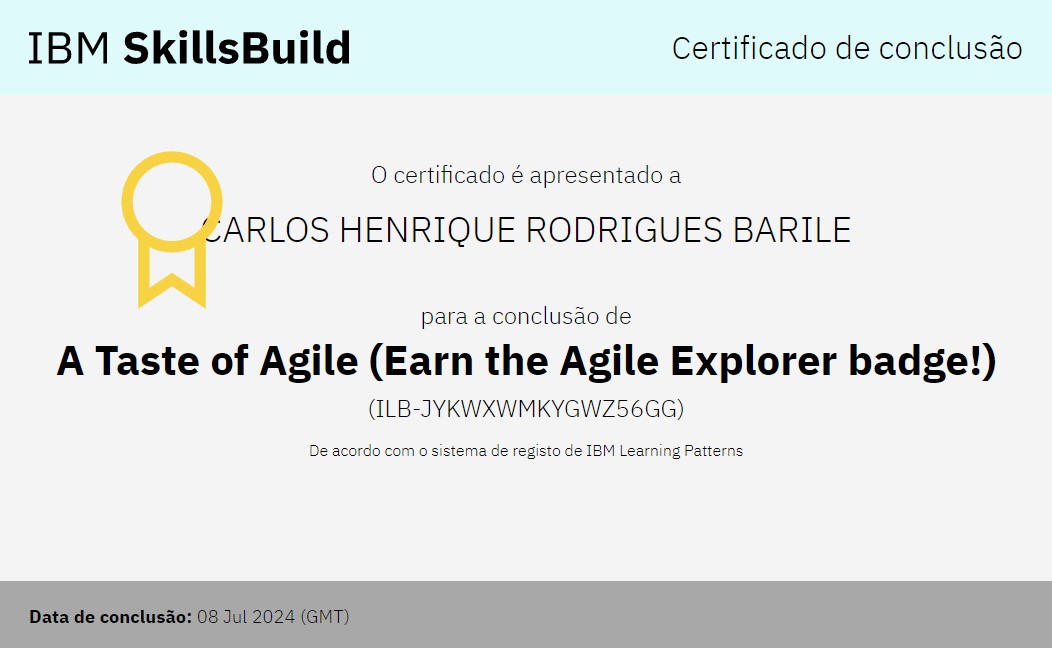 IBM SkillsBuild
Certificado de conclusão
O certificado é apresentado a
CARLOS HENRIQUE RODRIGUES BARILE
para a conclusão de
A Taste of Agile (Earn the Agile Explorer badge!)
(ILB-JYKWXWMKYGWZ56GG)
De acordo com o sistema de registo de IBM Learning Patterns
Data de conclusão: 08 Jul 2024 (GMT)